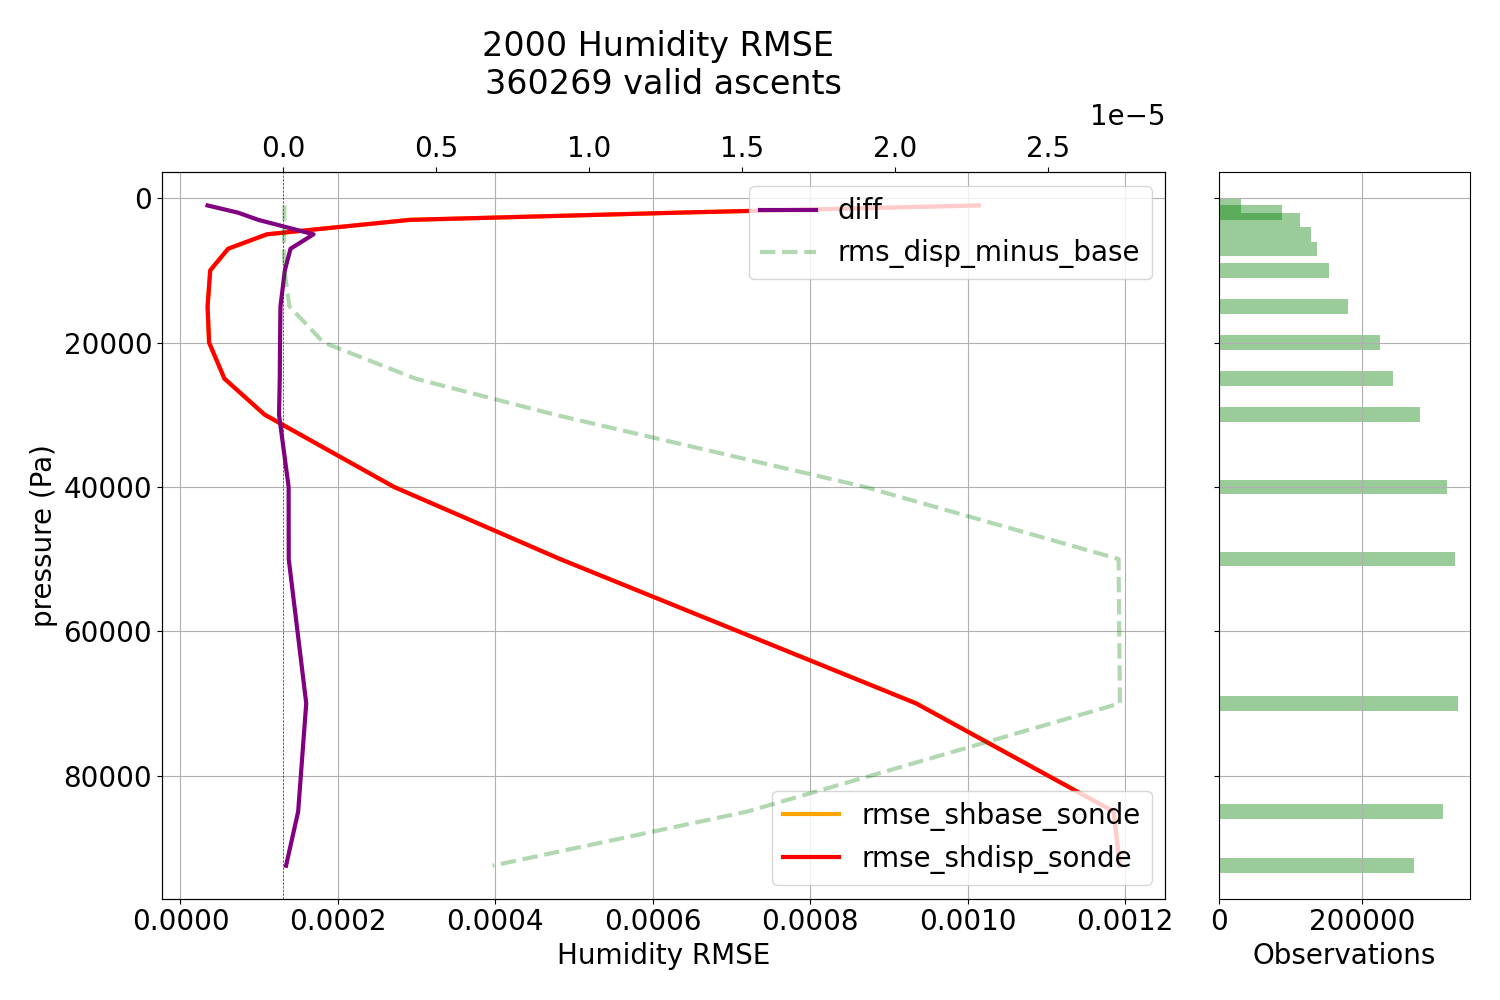 2000 Humidity RMSE
360269 valid ascents
1e−5
0.0 0.5 1.0 1.5 2.0 2.5
diff
rms_disp_minus_base
0
20000
40000
60000
80000
pressure (Pa)
rmse_shbase_sonde
rmse_shdisp_sonde
0.0000 0.0002 0.0004 0.0006 0.0008 0.0010 0.0012
Humidity RMSE
0 2000000
Observations